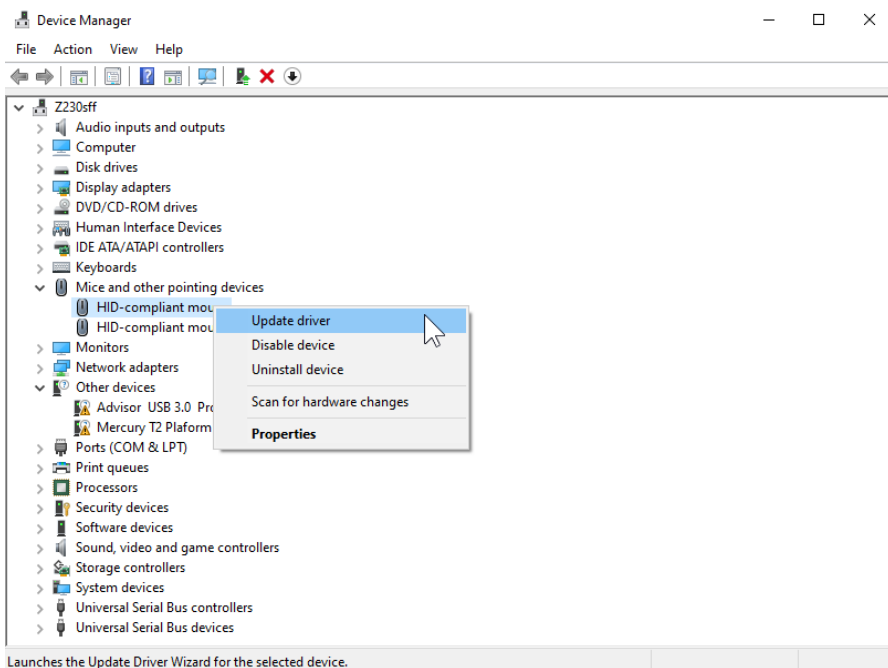 Device Manager
File Action View Help
Z230sff
Audio inputs and outputs
Computer
Disk drives
Display adapters
DVD/CD-ROM drives
Human Interface Devices
IDE ATA/ATAPI controllers
Keyboards
Mice and other pointing devices
HID-compliant mou
HID-compliant mou
Update driver
Disable device
Uninstall device
Scan for hardware changes
Properties
Monitors
Network adapters
Other devices
Advisor USB 3.0 Pro
Mercury T2 Plaform
Ports (COM & LPT)
Print queues
Processors
Security devices
Software devices
Sound, video and game controllers
Storage controllers
System devices
Universal Serial Bus controllers
Universal Serial Bus devices
Launches the Update Driver Wizard for the selected device.